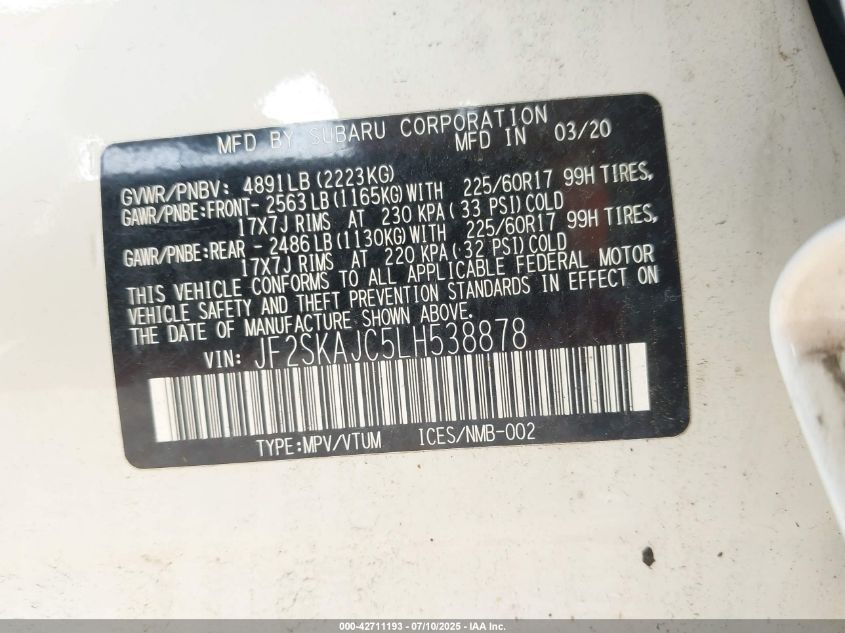 MFD BY SUBARU CORPORATION
MFD IN 03/20
GVWR/PNBV: 4891LB (2223KG)
GAWR/PNBE:FRONT- 2563LB (1165KG) WITH 225/60R17 99H TIRES,
17X7J RIMS AT 230 KPA ( 33 PSI) COLD
GAWR/PNBE:REAR - 2486LB (1130KG) WITH 225/60R17 99H TIRES,
17X7J RIMS AT 220 KPA ( 32 PSI) COLD
THIS VEHICLE CONFORMS TO ALL APPLICABLE FEDERAL MOTOR
VEHICLE SAFETY AND THEFT PREVENTION STANDARDS IN EFFECT ON
THE DATE OF MANUFACTURE SHOWN ABOVE.
VIN: JF2SKAJC5LH538878
TYPE:MPV/VTUM ICES/NMB-002
000-42711193 - 07/10/2025 - IAA Inc.